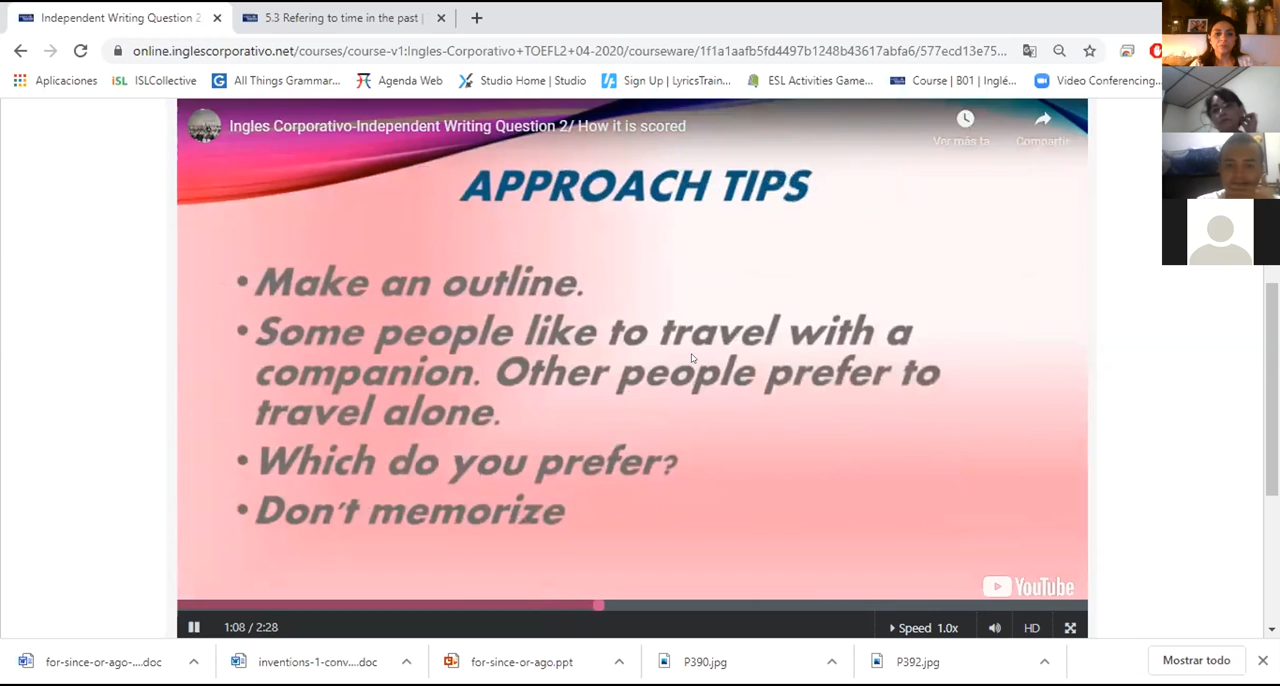 Independent Writing Question 2
5.3 Refering to time in the past |
online.inglescorporativo.net/courses/course-v1:Ingles-Corporativo+TOEFL2+04-2020/courseware/1f1a1aafb5fd4497b1248b43617abfa6/577ecd13e75...
Aplicaciones
iSL ISLCollective
All Things Grammar...
Agenda Web
Studio Home | Studio
Sign Up | LyricsTrain...
ESL Activities Game...
Course | B01 | Inglé...
Video Conferencing...
Ingles Corporativo-Independent Writing Question 2/ How it is scored
Ver más ta
Compartir
APPROACH TIPS
• Make an outline.
• Some people like to travel with a
companion. Other people prefer to
travel alone.
• Which do you prefer?
• Don't memorize
YouTube
1:08 / 2:28
Speed 1.0x
HD
for-since-or-ago-....doc
inventions-1-conv....doc
for-since-or-ago.ppt
P390.jpg
P392.jpg
Mostrar todo